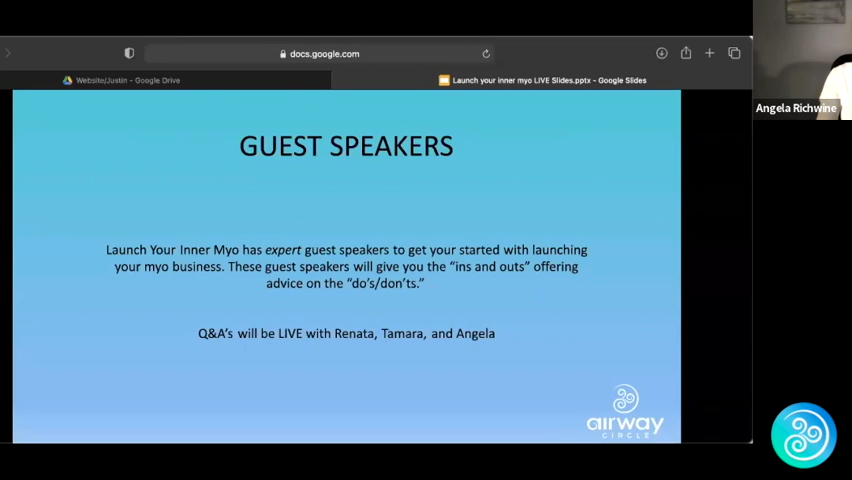 docs.google.com
Website/Justin - Google Drive
Launch your inner myo LIVE Slides.pptx - Google Slides
Angela Richwine
GUEST SPEAKERS
Launch Your Inner Myo has expert guest speakers to get your started with launching
your myo business. These guest speakers will give you the “ins and outs” offering
advice on the “do’s/don’ts.”
Q&A’s will be LIVE with Renata, Tamara, and Angela
airway
CIRCLE